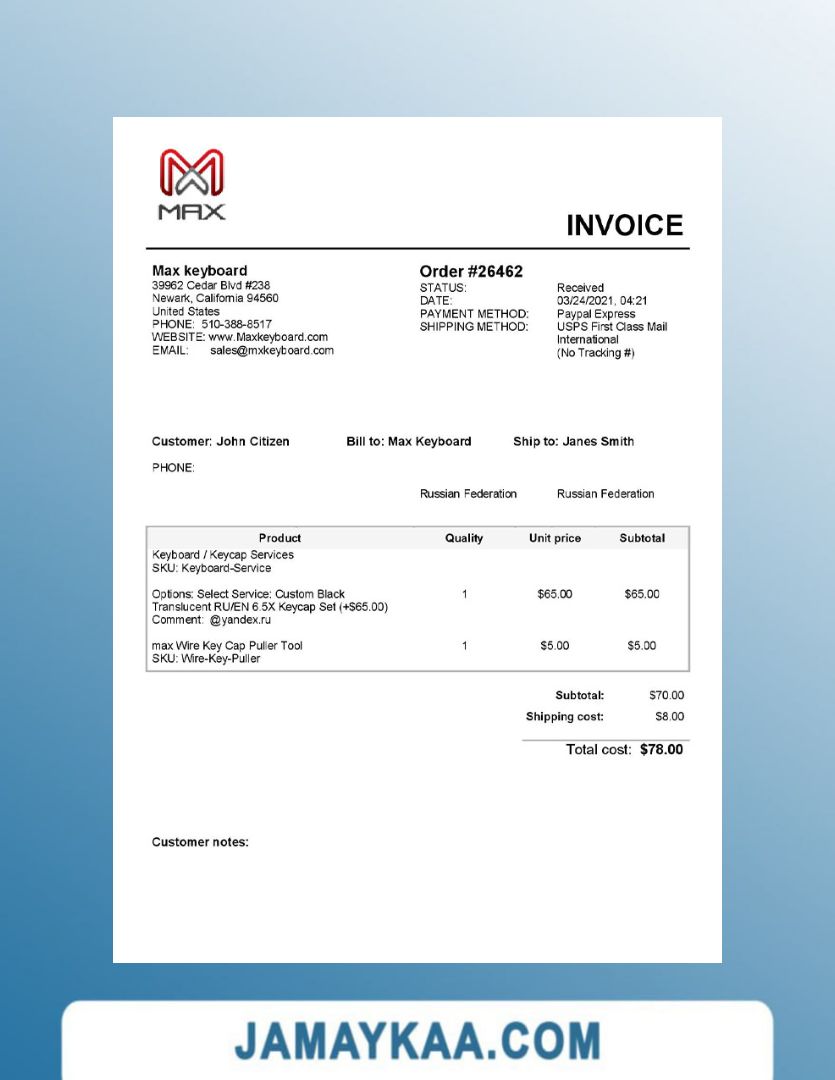 MAX
INVOICE
Max keyboard
39962 Cedar Blvd #238
Newark, California 94560
United States
PHONE: 510-388-8517
WEBSITE: www.Maxkeyboard.com
EMAIL: sales@mxkeyboard.com
Order #26462
STATUS: Received
DATE: 03/24/2021, 04:21
PAYMENT METHOD: Paypal Express
SHIPPING METHOD: USPS First Class Mail
International
(No Tracking #)
Customer: John Citizen Bill to: Max Keyboard Ship to: Janes Smith
PHONE:
Russian Federation Russian Federation
Product Quality Unit price Subtotal
Keyboard / Keycap Services
SKU: Keyboard-Service
Options: Select Service: Custom Black 1 $65.00 $65.00
Translucent RU/EN 6.5X Keycap Set (+$65.00)
Comment: @yandex.ru
max Wire Key Cap Puller Tool 1 $5.00 $5.00
SKU: Wire-Key-Puller
Subtotal: $70.00
Shipping cost: $8.00
Total cost: $78.00
Customer notes:
JAMAYKAA.COM